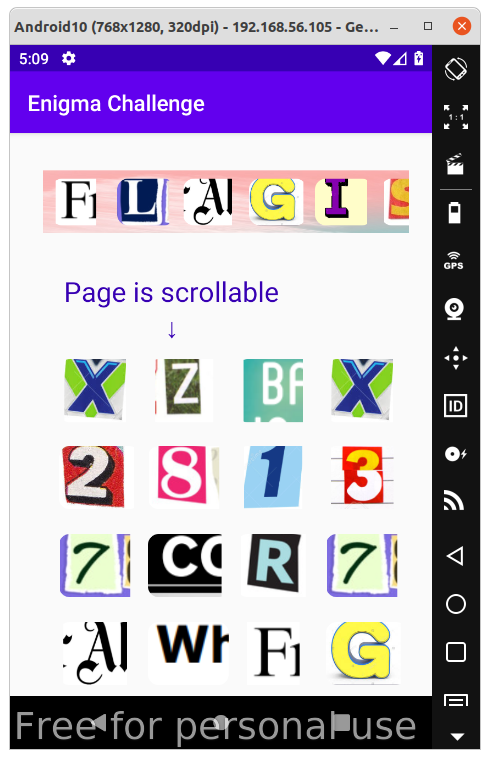 Android10 (768x1280, 320dpi) - 192.168.56.105 - Ge...
5:09
Enigma Challenge
F L A G I S
1:1
GPS
Page is scrollable
↓
X Z BA X
ID
2 8 1 3
7 CO R 7
A Wh F G
Free for personal use